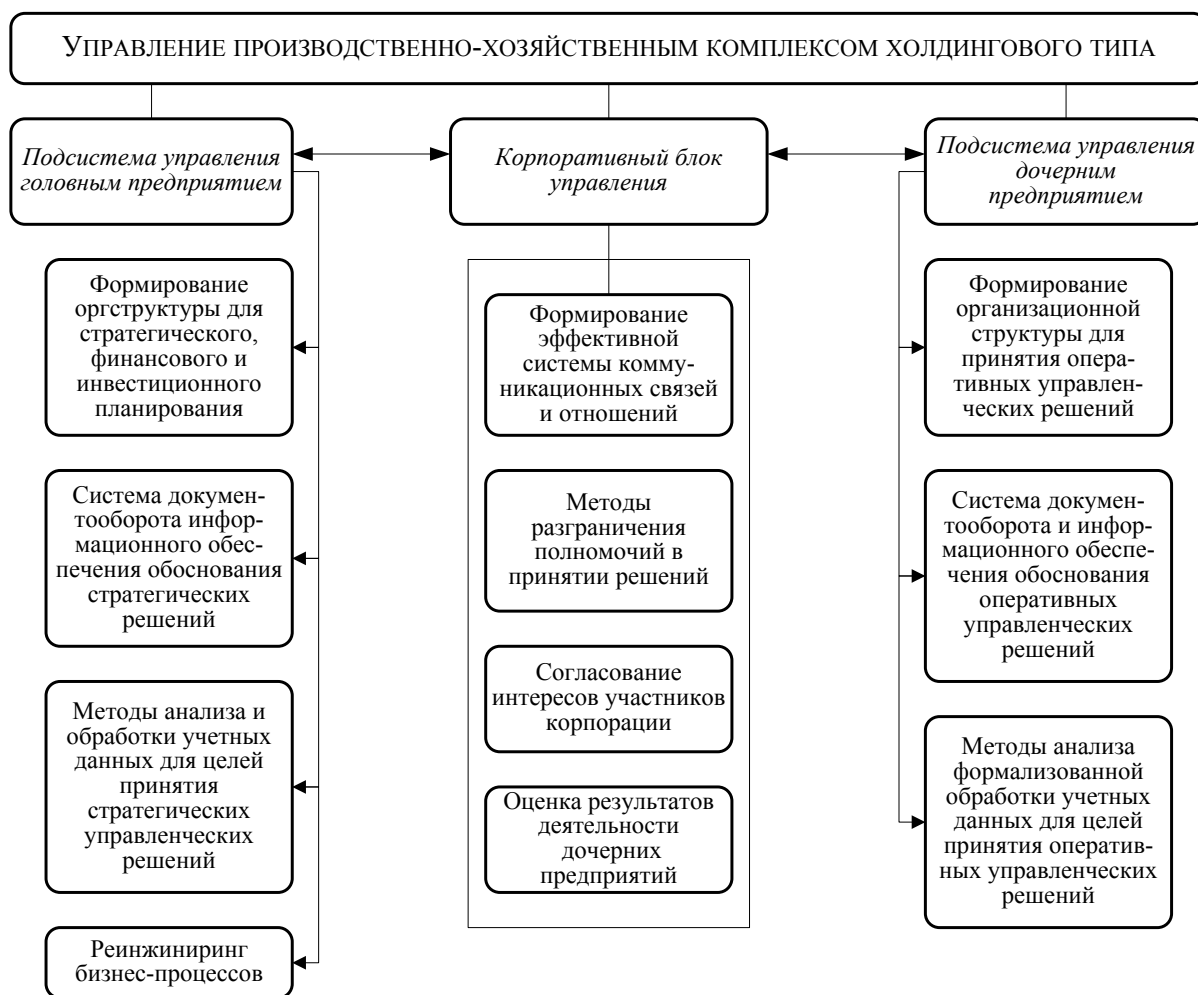 УПРАВЛЕНИЕ ПРОИЗВОДСТВЕННО-ХОЗЯЙСТВЕННЫМ КОМПЛЕКСОМ ХОЛДИНГОВОГО ТИПА
Подсистема управления
головным предприятием
Корпоративный блок
управления
Подсистема управления
дочерним
предприятием
Формирование
оргструктуры для
стратегического,
финансового и
инвестиционного
планирования
Система докумен-
тооборота инфор-
мационного обес-
печения обоснования
стратегических
решений
Методы анализа и
обработки учетных
данных для целей
принятия
стратегических
управленческих
решений
Реинжиниринг
бизнес-процессов
Формирование
эффективной
системы комму-
никационных связей
и отношений
Методы
разграничения
полномочий в
принятии решений
Согласование
интересов участников
корпорации
Оценка результатов
деятельности
дочерних
предприятий
Формирование
организационной
структуры для
принятия опера-
тивных управлен-
ческих решений
Система докумен-
тооборота и инфор-
мационного обеспе-
чения обоснования
оперативных
управленческих
решений
Методы анализа
формализованной
обработки учетных
данных для целей
принятия оператив-
ных управленческих
решений